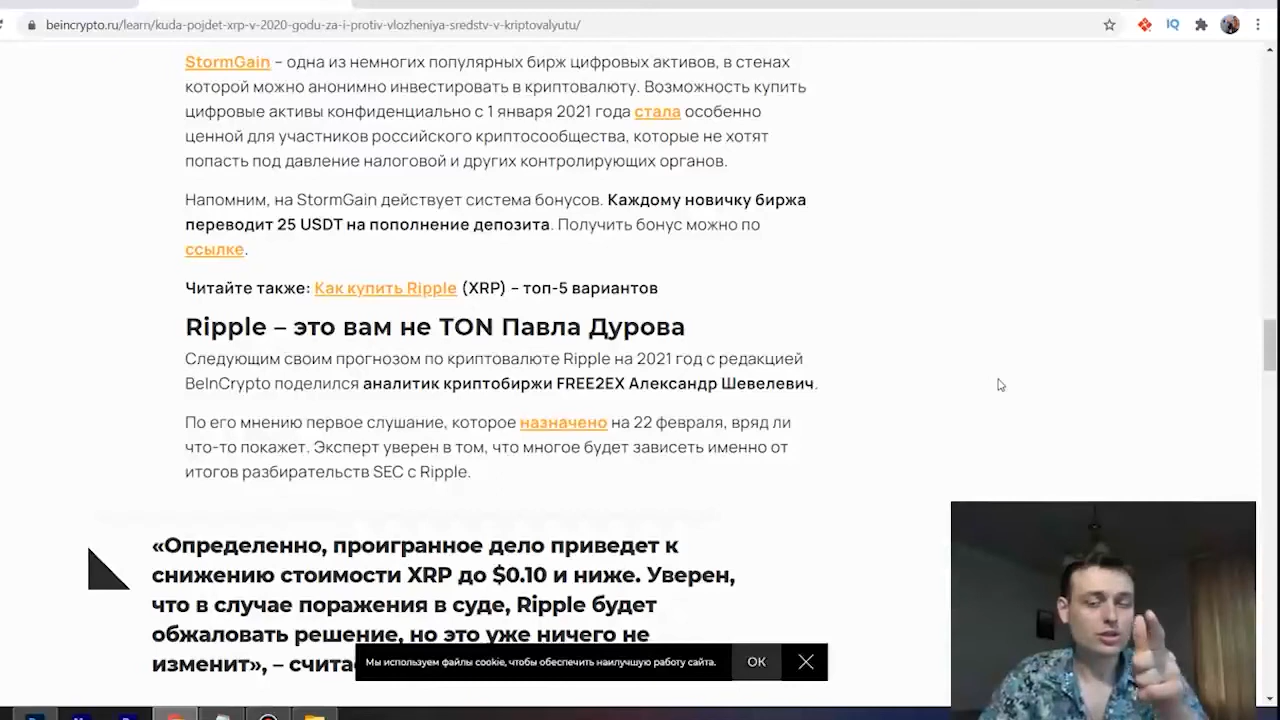 beincrypto.ru/learn/kuda-pojdet-xrp-v-2020-godu-za-i-protiv-vlozheniya-sredstv-v-kriptovalyutu/
IQ
StormGain – одна из немногих популярных бирж цифровых активов, в стенах
которой можно анонимно инвестировать в криптовалюту. Возможность купить
цифровые активы конфиденциально с 1 января 2021 года стала особенно
ценной для участников российского криптосообщества, которые не хотят
попасть под давление налоговой и других контролирующих органов.
Напомним, на StormGain действует система бонусов. Каждому новичку биржа
переводит 25 USDT на пополнение депозита. Получить бонус можно по
ссылке.
Читайте также: Как купить Ripple (XRP) – топ-5 вариантов
Ripple – это вам не TON Павла Дурова
Следующим своим прогнозом по криптовалюте Ripple на 2021 год с редакцией
BeInCrypto поделился аналитик криптобиржи FREE2EX Александр Шевелевич.
По его мнению первое слушание, которое назначено на 22 февраля, вряд ли
что-то покажет. Эксперт уверен в том, что многое будет зависеть именно от
итогов разбирательств SEC с Ripple.
«Определенно, проигранное дело приведет к
снижению стоимости XRP до $0.10 и ниже. Уверен,
что в случае поражения в суде, Ripple будет
обжаловать решение, но это уже ничего не
изменит», – счита
Мы используем файлы cookie, чтобы обеспечить наилучшую работу сайта.
OK